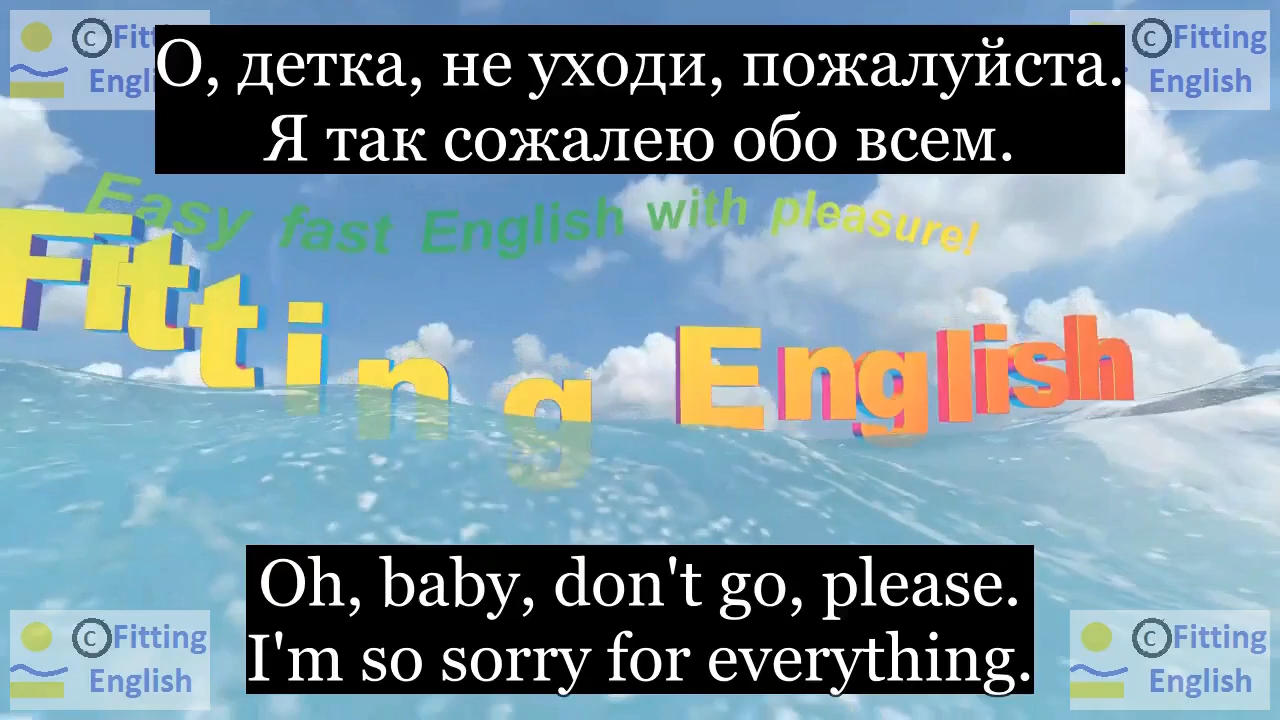 ©Fitting
English
©Fitting
English
О, детка, не уходи, пожалуйста.
Я так сожалею обо всем.
Easy fast English with pleasure!
Fitting English
Oh, baby, don't go, please.
I'm so sorry for everything.
©Fitting
English
©Fitting
English